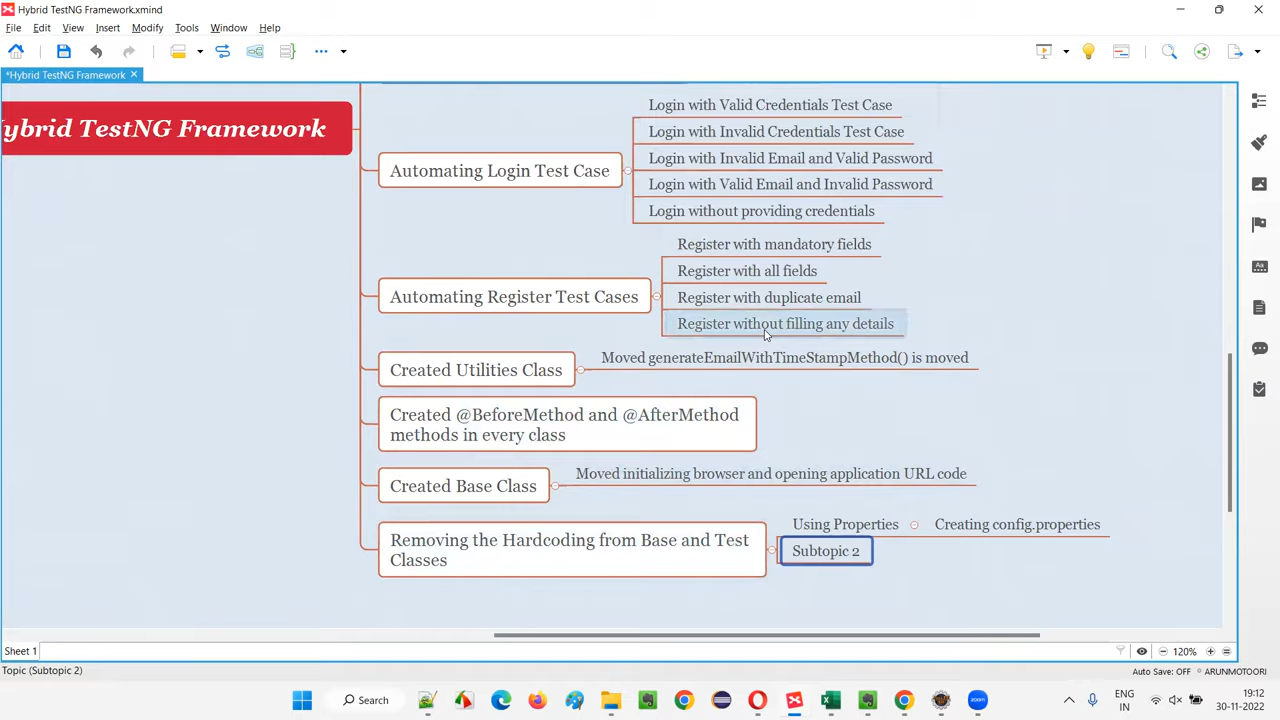 Hybrid TestNG Framework.xmind
File Edit View Insert Modify Tools Window Help
*Hybrid TestNG Framework
ybrid TestNG Framework
Automating Login Test Case
Login with Valid Credentials Test Case
Login with Invalid Credentials Test Case
Login with Invalid Email and Valid Password
Login with Valid Email and Invalid Password
Login without providing credentials
Automating Register Test Cases
Register with mandatory fields
Register with all fields
Register with duplicate email
Register without filling any details
Created Utilities Class
Moved generateEmailWithTimeStampMethod() is moved
Created @BeforeMethod and @AfterMethod
methods in every class
Created Base Class
Moved initializing browser and opening application URL code
Removing the Hardcoding from Base and Test
Classes
Using Properties
Creating config.properties
Subtopic 2
Sheet 1
120%
Topic (Subtopic 2)
Auto Save: OFF
ARUNMOTOORI
Search
zoom
ENG
IN
19:12
30-11-2022